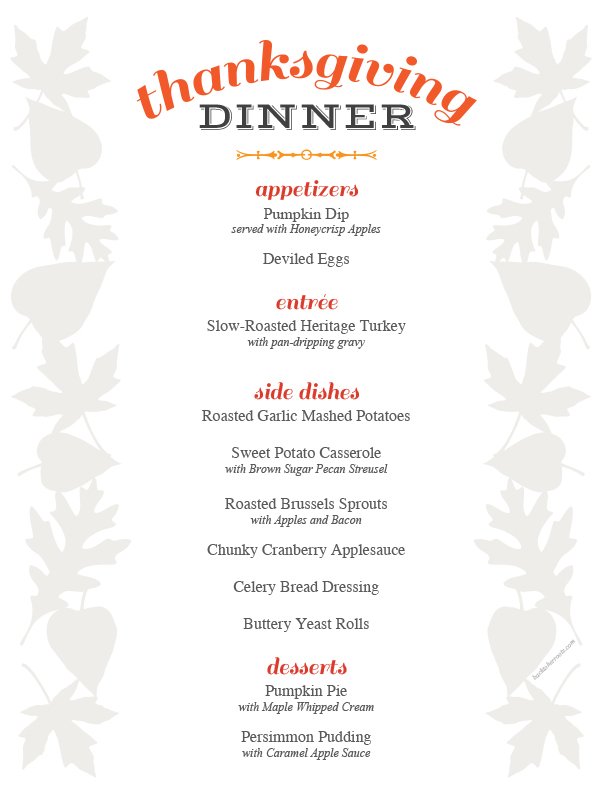 thanksgiving
DINNER
appetizers
Pumpkin Dip
served with Honeycrisp Apples
Deviled Eggs
entrée
Slow-Roasted Heritage Turkey
with pan-dripping gravy
side dishes
Roasted Garlic Mashed Potatoes
Sweet Potato Casserole
with Brown Sugar Pecan Streusel
Roasted Brussels Sprouts
with Apples and Bacon
Chunky Cranberry Applesauce
Celery Bread Dressing
Buttery Yeast Rolls
desserts
Pumpkin Pie
with Maple Whipped Cream
Persimmon Pudding
with Caramel Apple Sauce